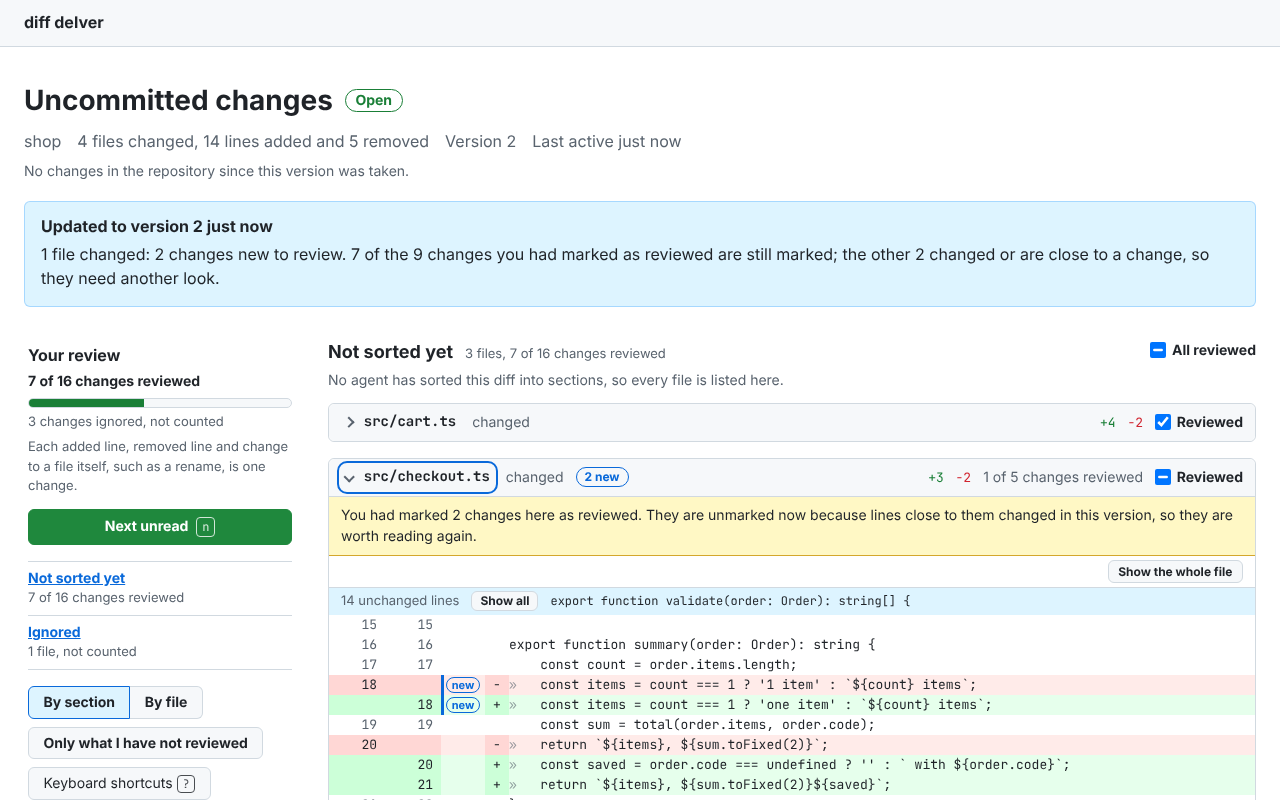 diff delver
Uncommitted changes Open
shop 4 files changed, 14 lines added and 5 removed Version 2 Last active just now
No changes in the repository since this version was taken.
Updated to version 2 just now
1 file changed: 2 changes new to review. 7 of the 9 changes you had marked as reviewed are still marked; the other 2 changed or are close to a change, so
they need another look.
Your review
7 of 16 changes reviewed
3 changes ignored, not counted
Each added line, removed line and change
to a file itself, such as a rename, is one
change.
Next unread n
Not sorted yet
7 of 16 changes reviewed
Ignored
1 file, not counted
By section By file
Only what I have not reviewed
Keyboard shortcuts ?
Not sorted yet 3 files, 7 of 16 changes reviewed All reviewed
No agent has sorted this diff into sections, so every file is listed here.
src/cart.ts changed +4 -2 Reviewed
src/checkout.ts changed 2 new +3 -2 1 of 5 changes reviewed Reviewed
You had marked 2 changes here as reviewed. They are unmarked now because lines close to them changed in this version, so they are
worth reading again.
Show the whole file
14 unchanged lines Show all export function validate(order: Order): string[] {
15 15
16 16 export function summary(order: Order): string {
17 17 const count = order.items.length;
18 new - » const items = count === 1 ? '1 item' : `${count} items`;
18 new + » const items = count === 1 ? 'one item' : `${count} items`;
19 19 const sum = total(order.items, order.code);
20 - » return `${items}, ${sum.toFixed(2)}`;
20 + » const saved = order.code === undefined ? '' : ` with ${order.code}`;
21 + » return `${items}, ${sum.toFixed(2)}${saved}`;